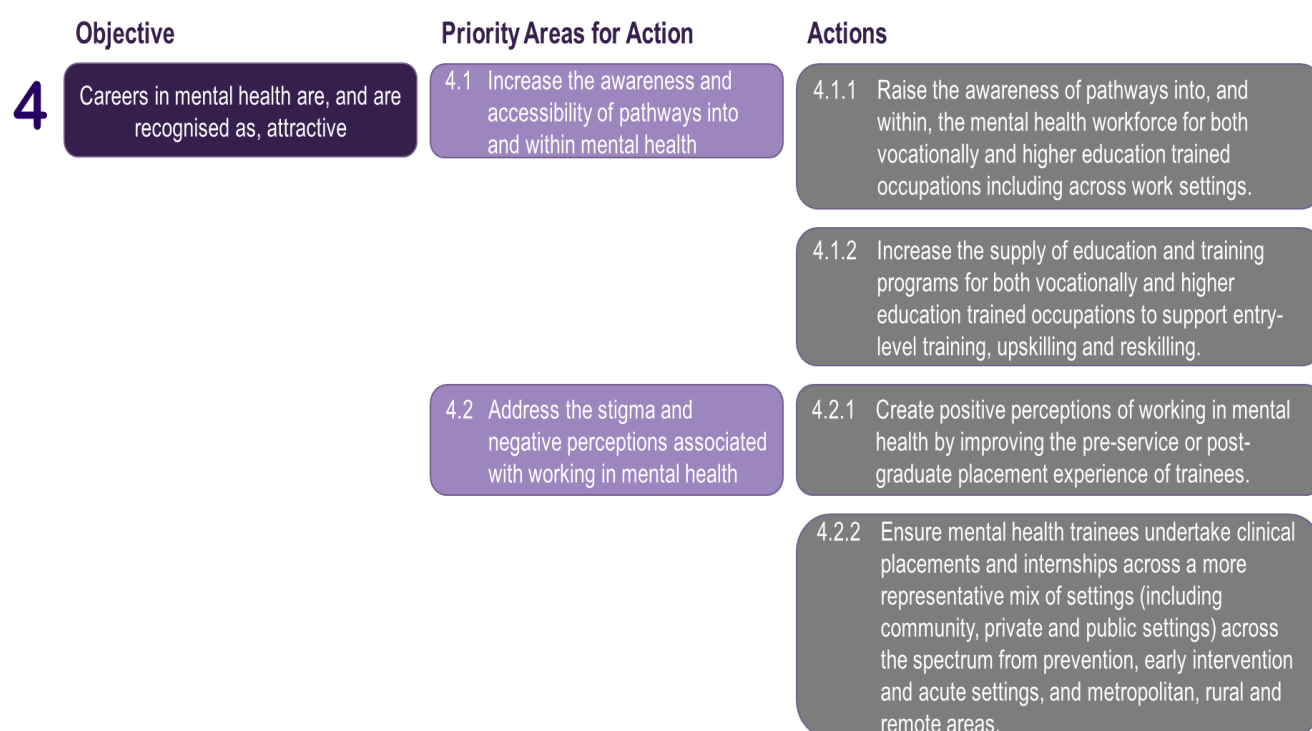 Objective
Priority Areas for Action
Actions
4
Careers in mental health are, and are
recognised as, attractive
4.1 Increase the awareness and
accessibility of pathways into
and within mental health
4.1.1 Raise the awareness of pathways into, and
within, the mental health workforce for both
vocationally and higher education trained
occupations including across work settings.
4.1.2 Increase the supply of education and training
programs for both vocationally and higher
education trained occupations to support entry-
level training, upskilling and reskilling.
4.2 Address the stigma and
negative perceptions associated
with working in mental health
4.2.1 Create positive perceptions of working in mental
health by improving the pre-service or post-
graduate placement experience of trainees.
4.2.2 Ensure mental health trainees undertake clinical
placements and internships across a more
representative mix of settings (including
community, private and public settings) across
the spectrum from prevention, early intervention
and acute settings, and metropolitan, rural and
remote areas.